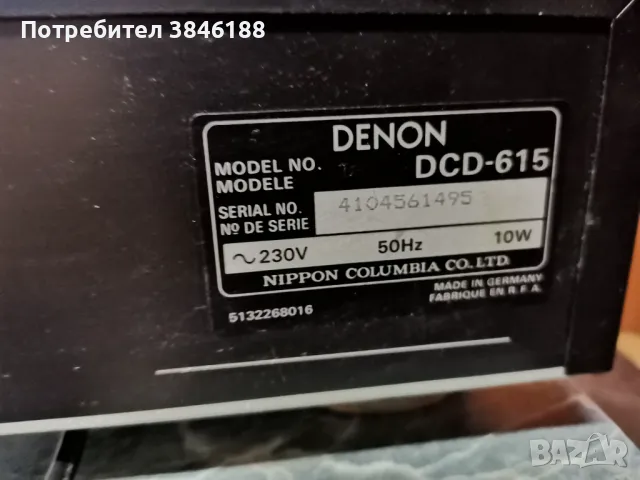 Потребител 3846188
DENON
MODEL NO. DCD-615
MODELE
SERIAL NO. 4104561495
Nº DE SERIE
~230V 50Hz 10W
NIPPON COLUMBIA CO. LTD.
MADE IN GERMANY
FABRIQUE EN R.F.A.
5132268016
BAZAR